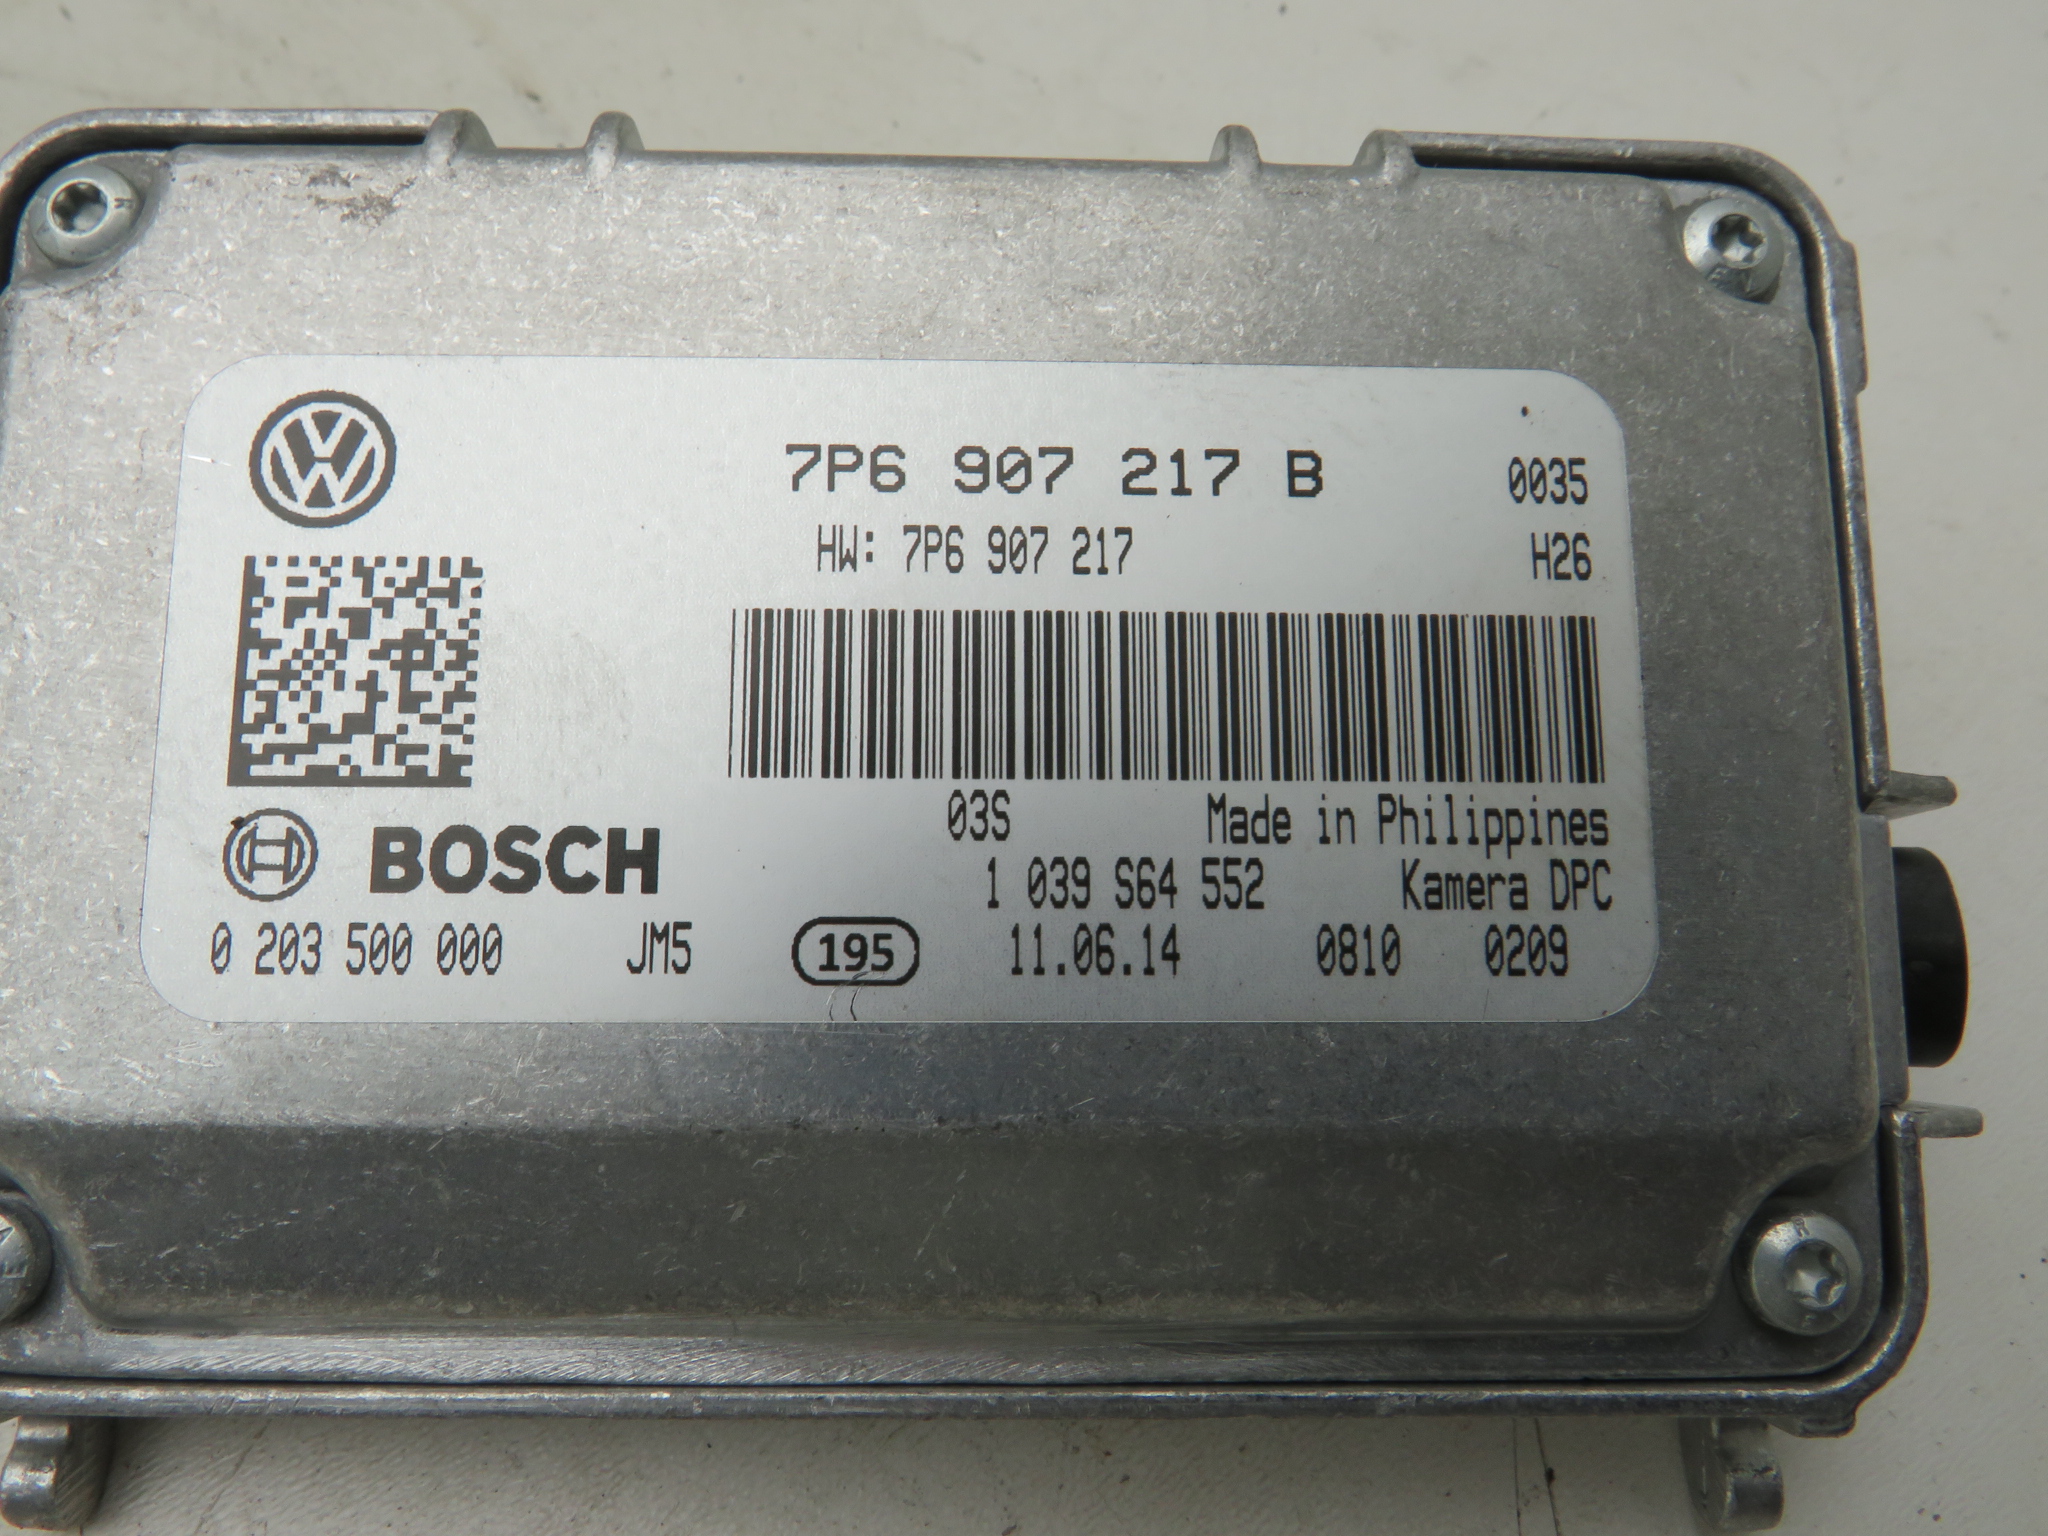 7P6 907 217 B 0035
HW: 7P6 907 217 H26
03S Made in Philippines
BOSCH 1 039 S64 552 Kamera DPC
0 203 500 000 JM5 195 11.06.14 0810 0209